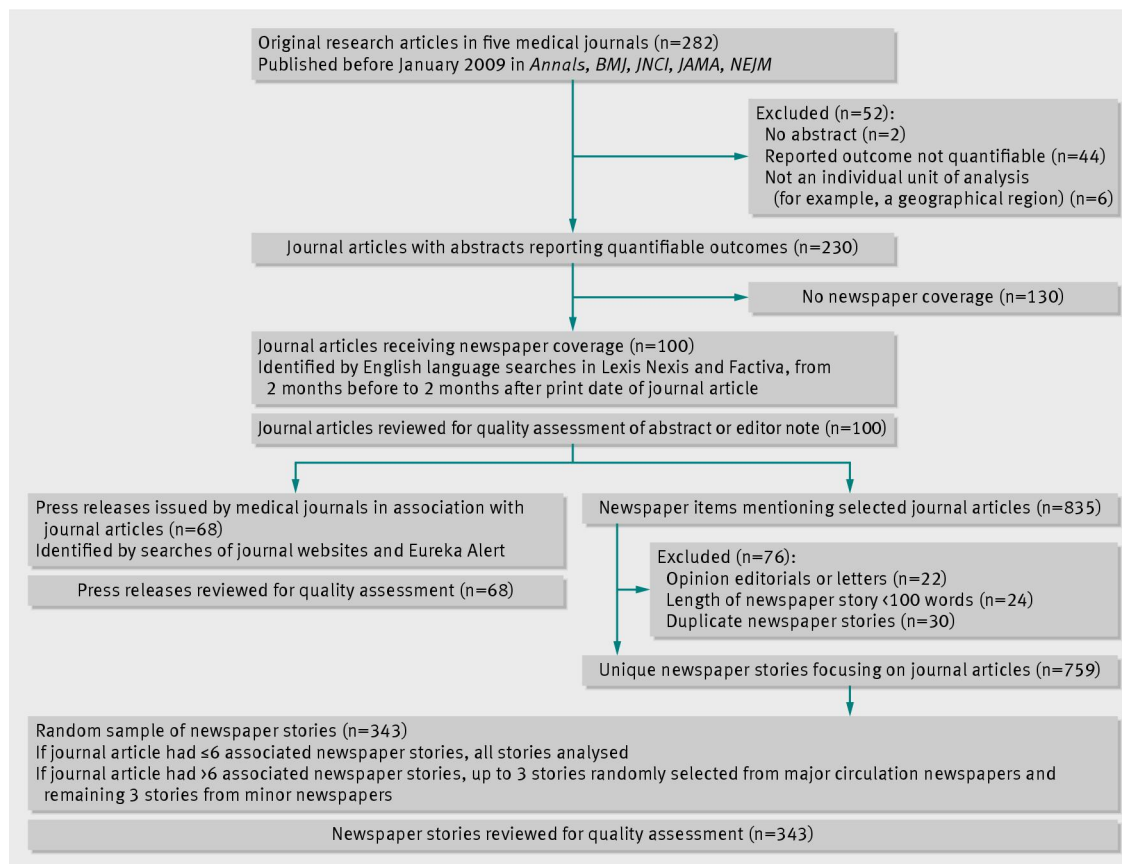 Original research articles in five medical journals (n=282)
Published before January 2009 in Annals, BMJ, JNCI, JAMA, NEJM
Excluded (n=52):
No abstract (n=2)
Reported outcome not quantifiable (n=44)
Not an individual unit of analysis
(for example, a geographical region) (n=6)
Journal articles with abstracts reporting quantifiable outcomes (n=230)
No newspaper coverage (n=130)
Journal articles receiving newspaper coverage (n=100)
Identified by English language searches in Lexis Nexis and Factiva, from
2 months before to 2 months after print date of journal article
Journal articles reviewed for quality assessment of abstract or editor note (n=100)
Press releases issued by medical journals in association with
journal articles (n=68)
Identified by searches of journal websites and Eureka Alert
Press releases reviewed for quality assessment (n=68)
Newspaper items mentioning selected journal articles (n=835)
Excluded (n=76):
Opinion editorials or letters (n=22)
Length of newspaper story <100 words (n=24)
Duplicate newspaper stories (n=30)
Unique newspaper stories focusing on journal articles (n=759)
Random sample of newspaper stories (n=343)
If journal article had ≤6 associated newspaper stories, all stories analysed
If journal article had >6 associated newspaper stories, up to 3 stories randomly selected from major circulation newspapers and
remaining 3 stories from minor newspapers
Newspaper stories reviewed for quality assessment (n=343)